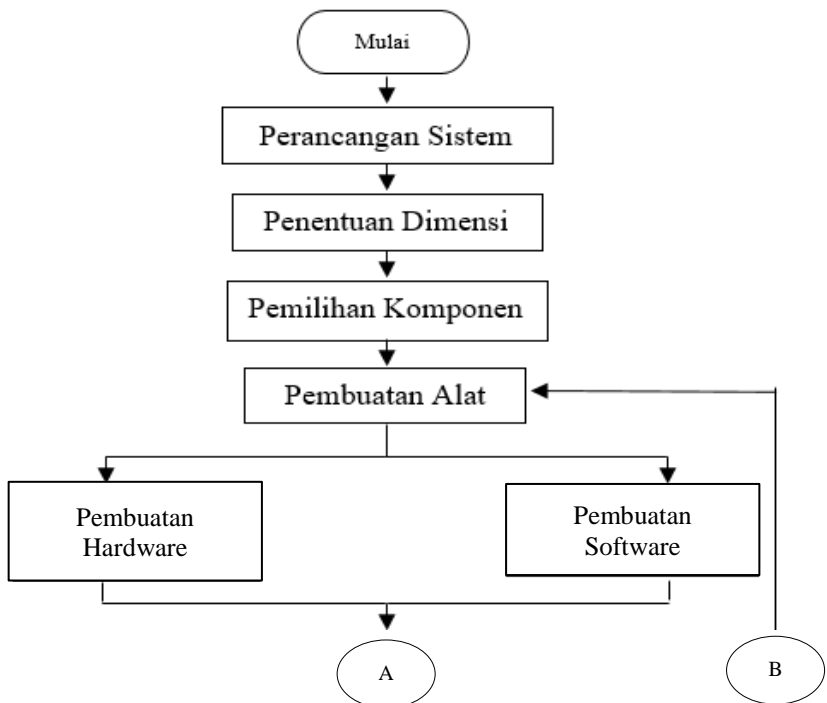 Mulai
Perancangan Sistem
Penentuan Dimensi
Pemilihan Komponen
Pembuatan Alat
Pembuatan
Hardware
Pembuatan
Software
A
B